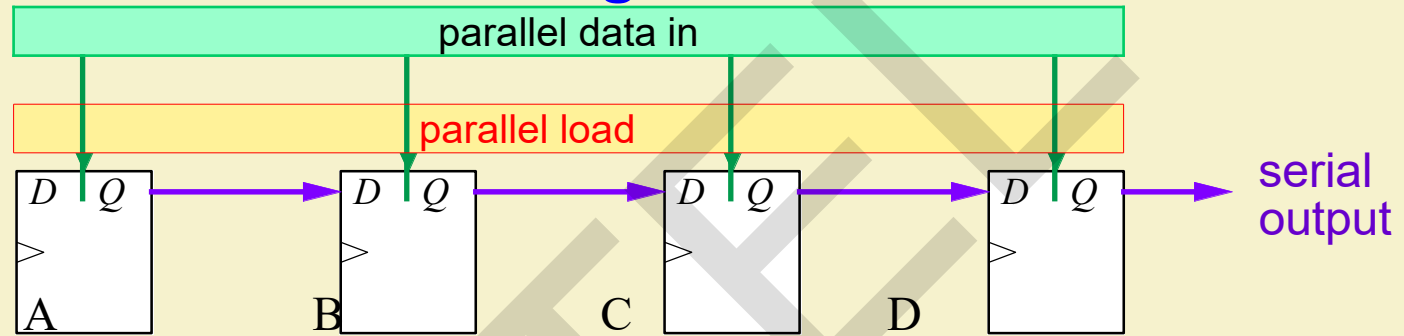 parallel data in
parallel load
D Q D Q D Q D Q
serial
output
A B C D